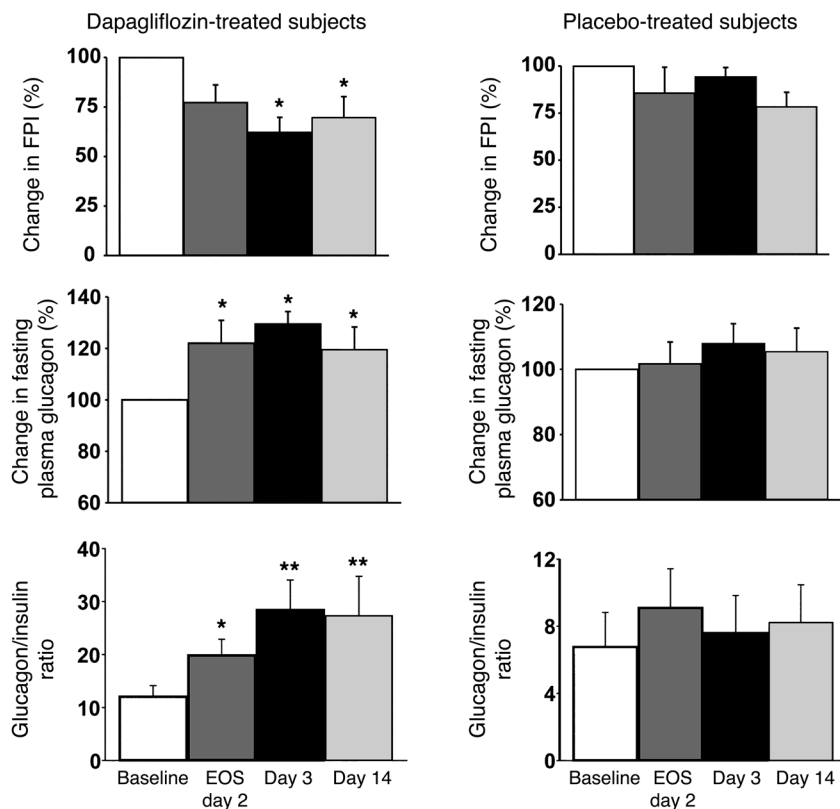 Dapagliflozin-treated subjects
Placebo-treated subjects
Change in FPI (%)
100
75
50
25
0
*
*
Change in FPI (%)
100
75
50
25
0
Change in fasting
plasma glucagon (%)
140
120
100
80
60
*
*
*
Change in fasting
plasma glucagon (%)
120
100
80
60
Glucagon/insulin
ratio
40
30
20
10
0
*
**
**
Baseline
EOS
day 2
Day 3
Day 14
Glucagon/insulin
ratio
12
8
4
0
Baseline
EOS
day 2
Day 3
Day 14